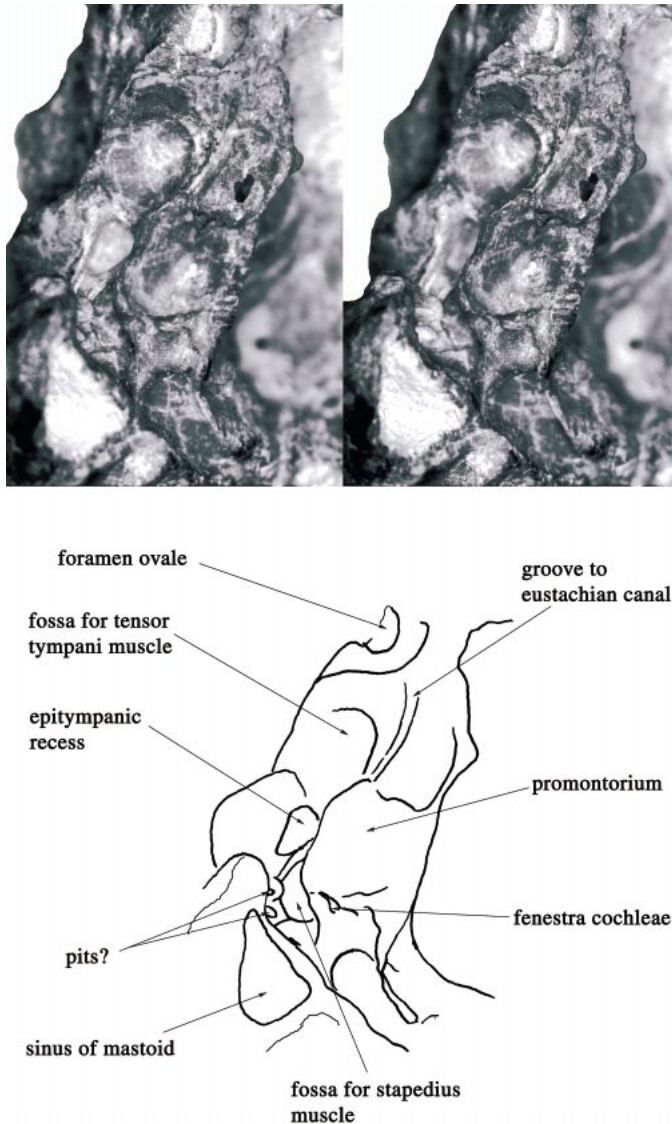 foramen ovale
groove to
eustachian canal
fossa for tensor
tympani muscle
epitympanic
recess
promontorium
fenestra cochleae
pits?
sinus of mastoid
fossa for stapedius
muscle